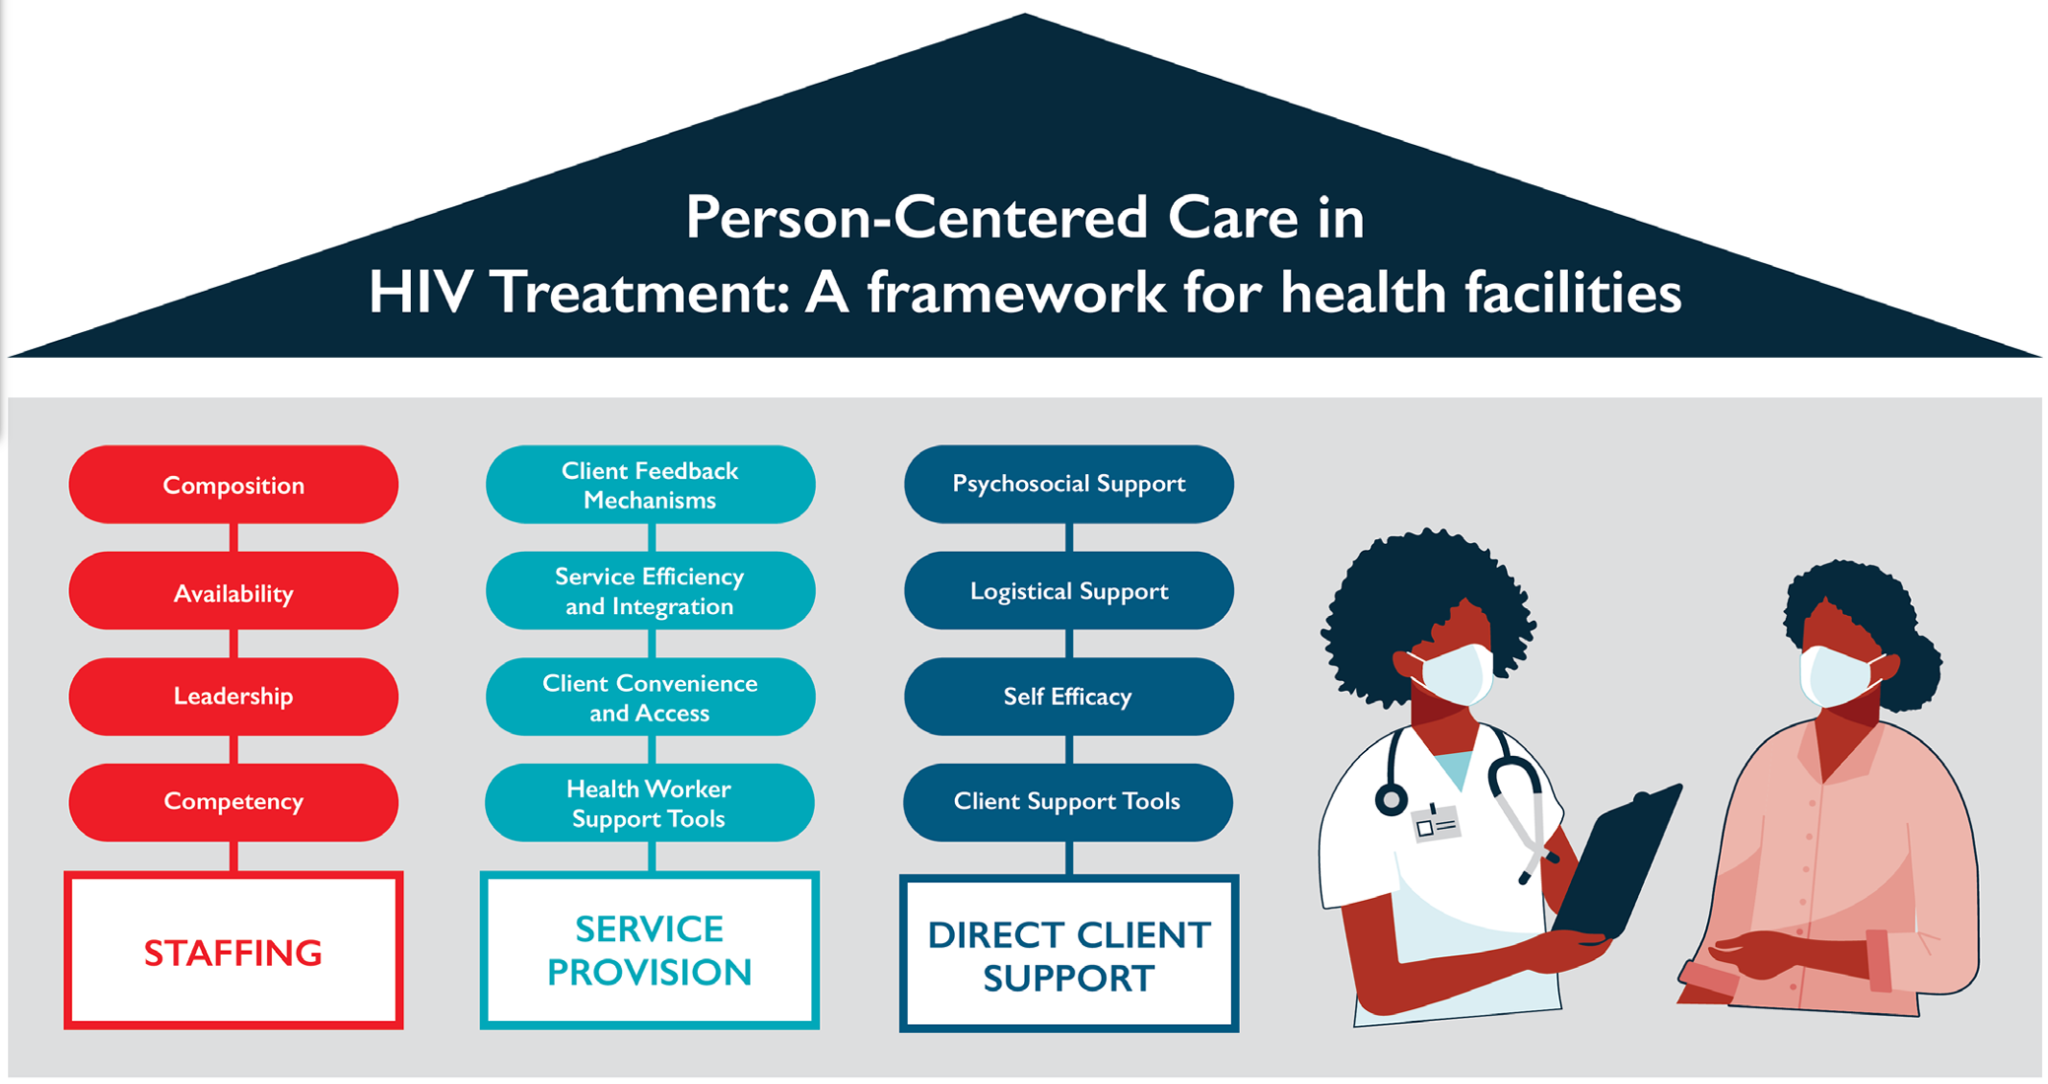 Person-Centered Care in
HIV Treatment: A framework for health facilities
Composition
Availability
Leadership
Competency
STAFFING
Client Feedback
Mechanisms
Service Efficiency
and Integration
Client Convenience
and Access
Health Worker
Support Tools
SERVICE
PROVISION
Psychosocial Support
Logistical Support
Self Efficacy
Client Support Tools
DIRECT CLIENT
SUPPORT